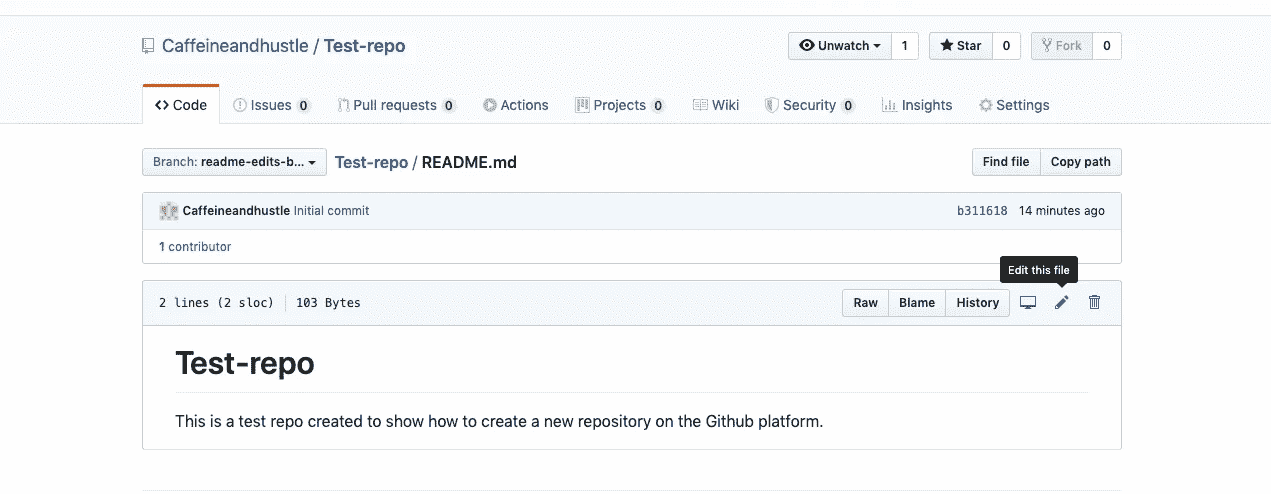 Caffeineandhustle / Test-repo
Unwatch 1 Star 0 Fork 0
Code Issues 0 Pull requests 0 Actions Projects 0 Wiki Security 0 Insights Settings
Branch: readme-edits-b... Test-repo / README.md Find file Copy path
Caffeineandhustle Initial commit b311618 14 minutes ago
1 contributor
Edit this file
2 lines (2 sloc) 103 Bytes Raw Blame History
Test-repo
This is a test repo created to show how to create a new repository on the Github platform.